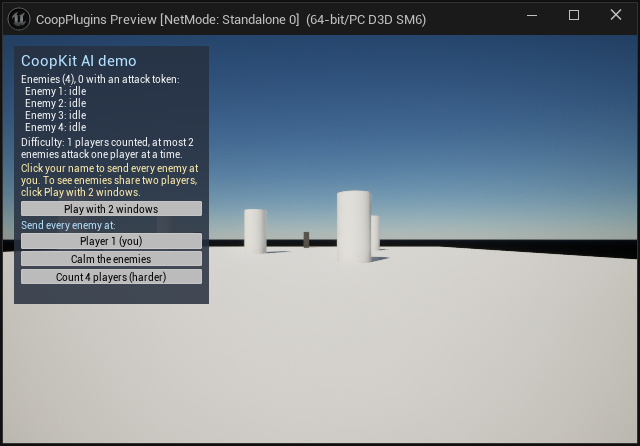 CoopPlugins Preview [NetMode: Standalone 0]  (64-bit/PC D3D SM6)
CoopKit AI demo
Enemies (4), 0 with an attack token:
Enemy 1: idle
Enemy 2: idle
Enemy 3: idle
Enemy 4: idle
Difficulty: 1 players counted, at most 2
enemies attack one player at a time.
Click your name to send every enemy at
you. To see enemies share two players,
click Play with 2 windows.
Play with 2 windows
Send every enemy at:
Player 1 (you)
Calm the enemies
Count 4 players (harder)